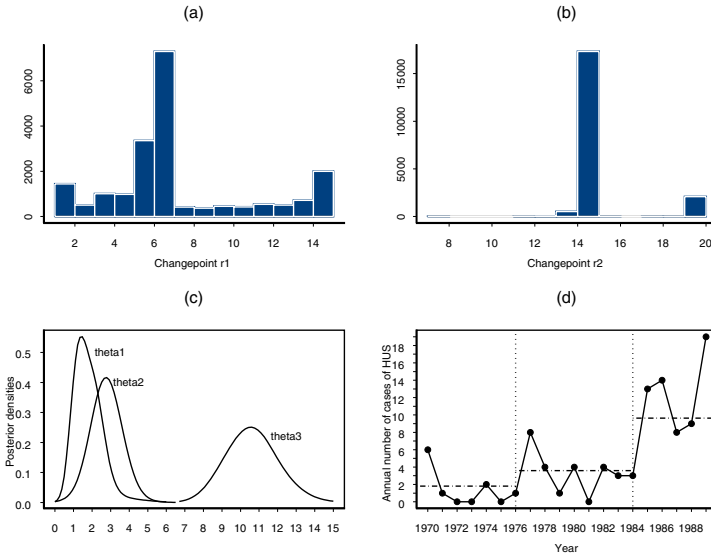 (a)
6000
4000
2000
0
2 4 6 8 10 12 14
Changepoint r1
(b)
15000
10000
5000
0
8 10 12 14 16 18 20
Changepoint r2
(c)
Posterior densities
0.5
0.4
0.3
0.2
0.1
0.0
theta1
theta2
theta3
0 1 2 3 4 5 6 7 8 9 10 11 12 13 14 15
(d)
Annual number of cases of HUS
18
16
14
12
10
8
6
4
2
0
1970 1972 1974 1976 1978 1980 1982 1984 1986 1988
Year